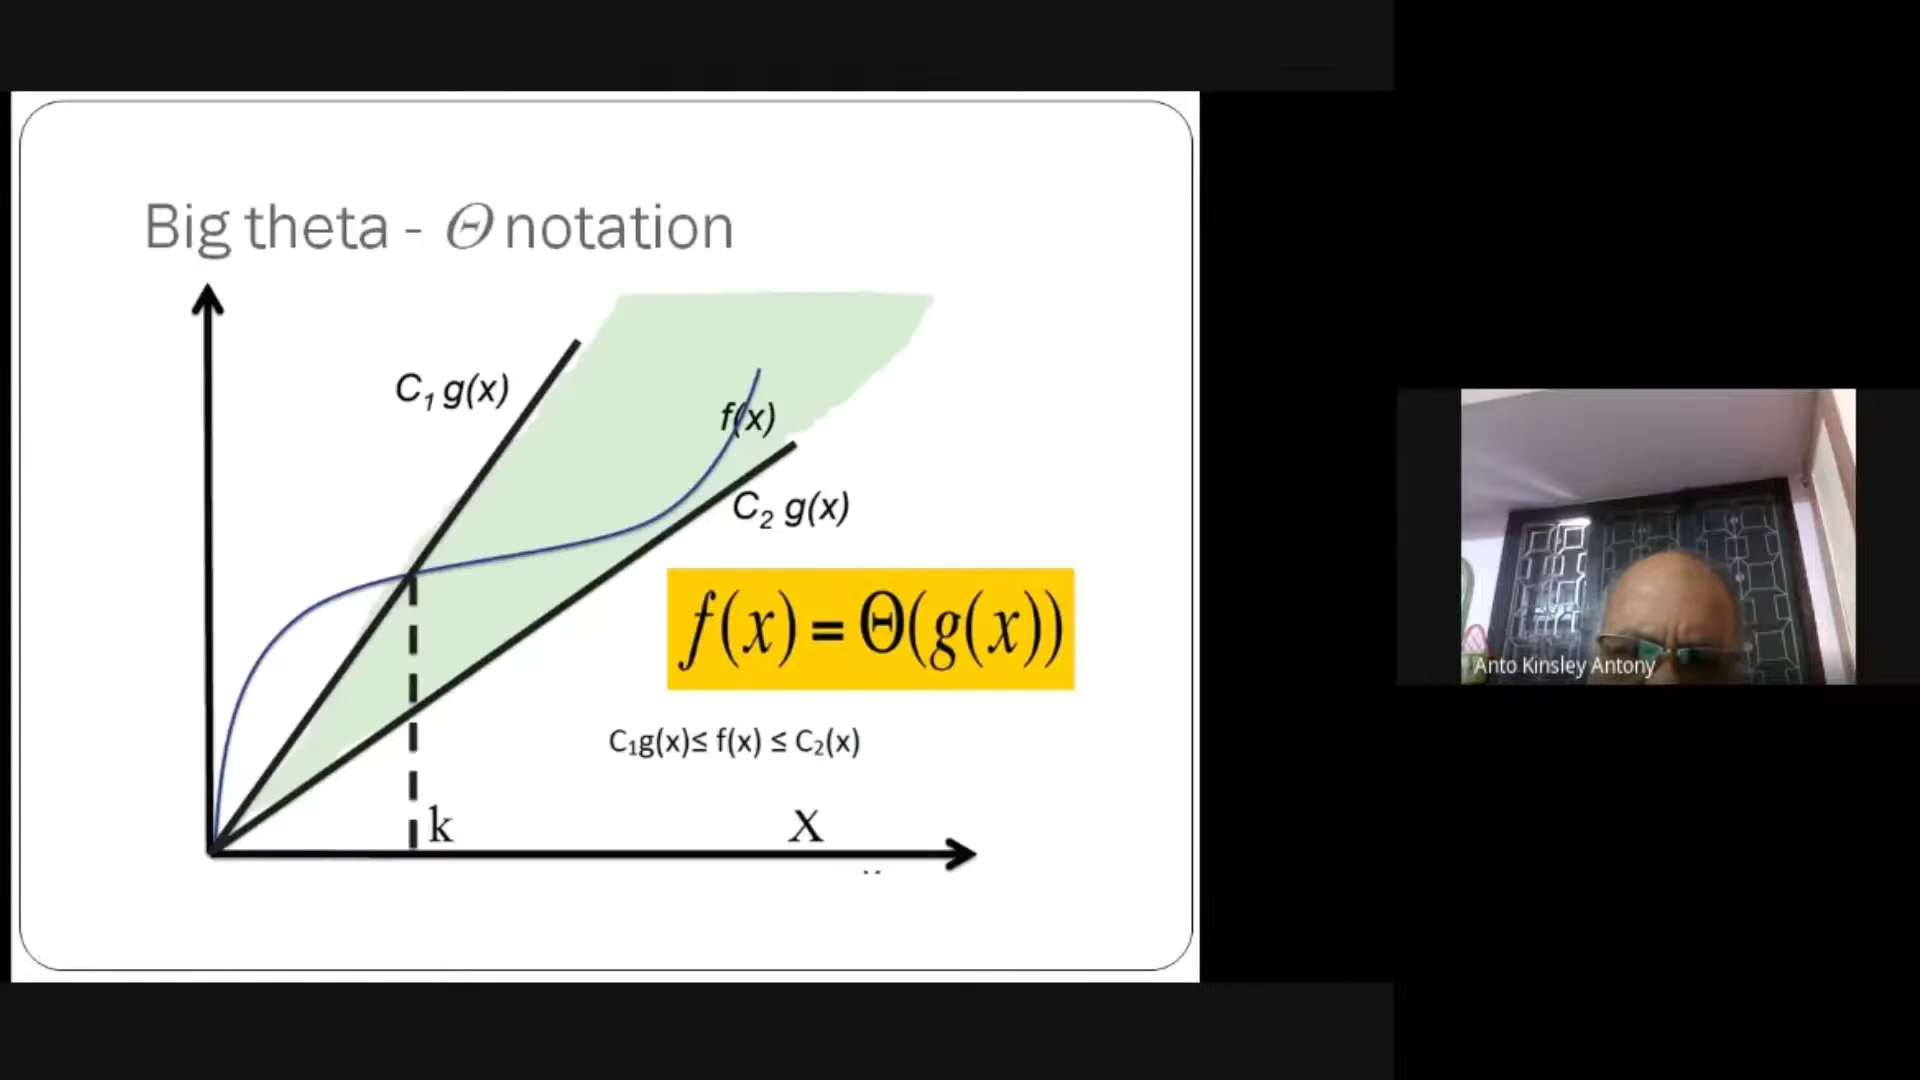 Big theta - Θ notation
C₁ g(x)
f(x)
C₂ g(x)
f(x) = Θ(g(x))
C₁g(x)≤ f(x) ≤ C₂(x)
k
X
Anto Kinsley Antony